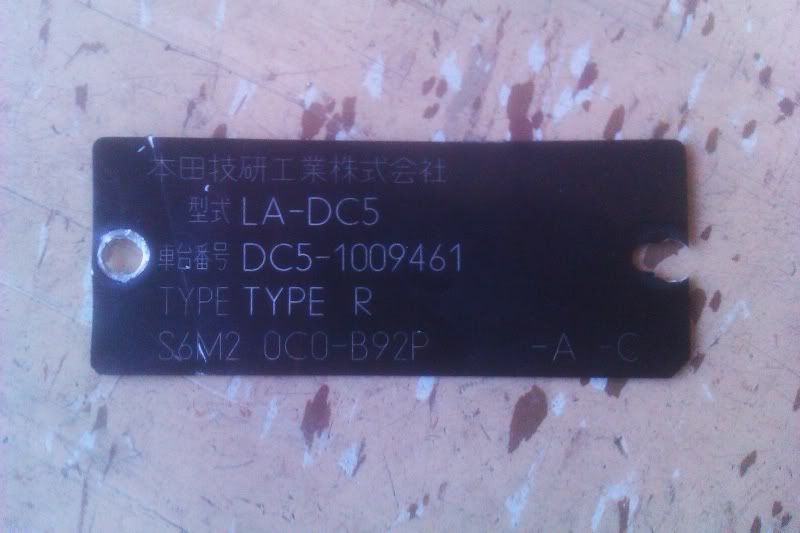 本田技研工業株式会社
型式 LA-DC5
車台番号 DC5-1009461
TYPE TYPE R
S6M2 0C0-B92P -A -C